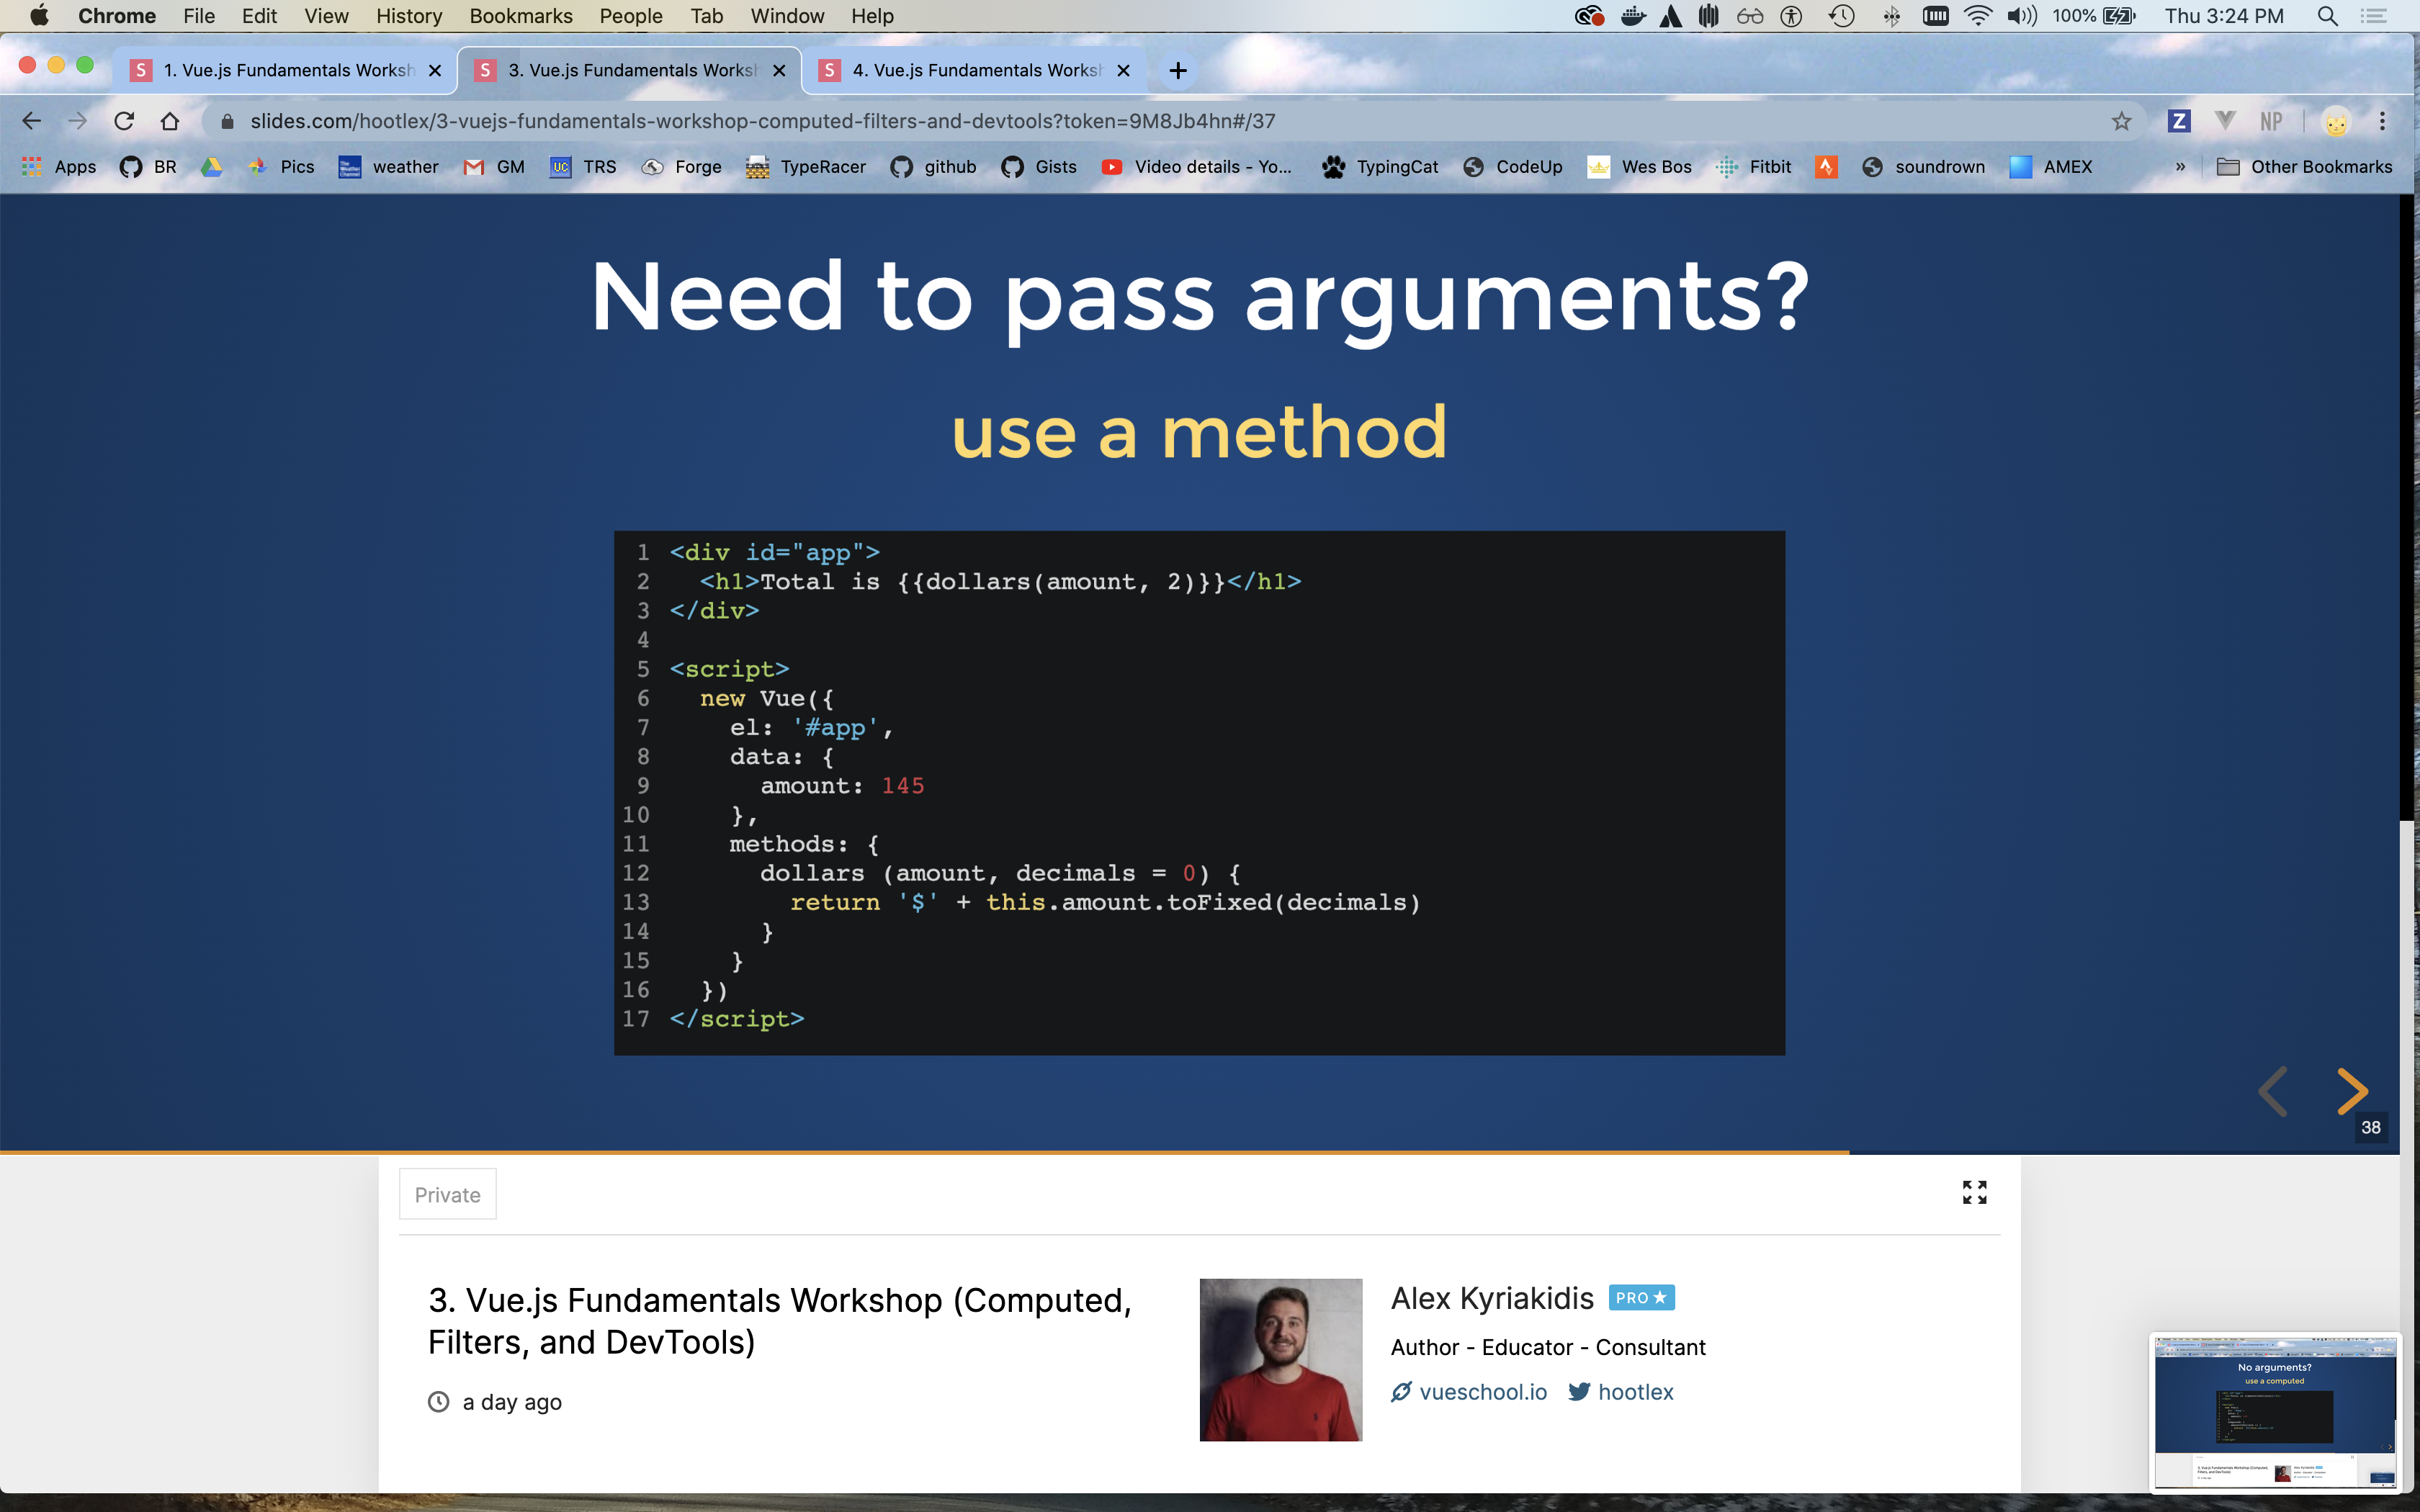 Chrome File Edit View History Bookmarks People Tab Window Help 100% Thu 3:24 PM
S 1. Vue.js Fundamentals Worksh S 3. Vue.js Fundamentals Works S 4. Vue.js Fundamentals Works
slides.com/hootlex/3-vuejs-fundamentals-workshop-computed-filters-and-devtools?token=9M8Jb4hn#/37 Z NP
Apps BR Pics weather GM UC TRS Forge TypeRacer github Gists Video details - Yo... TypingCat CodeUp Wes Bos Fitbit soundrown AMEX » Other Bookmarks
Need to pass arguments?
use a method
1 <div id="app">
2   <h1>Total is {{dollars(amount, 2)}}</h1>
3 </div>
4
5 <script>
6   new Vue({
7     el: '#app',
8     data: {
9       amount: 145
10     },
11     methods: {
12       dollars (amount, decimals = 0) {
13         return '$' + this.amount.toFixed(decimals)
14       }
15     }
16   })
17 </script>
38
Private
3. Vue.js Fundamentals Workshop (Computed,
Filters, and DevTools)
a day ago
Alex Kyriakidis PRO
Author - Educator - Consultant
vueschool.io hootlex
No arguments?
use a computed